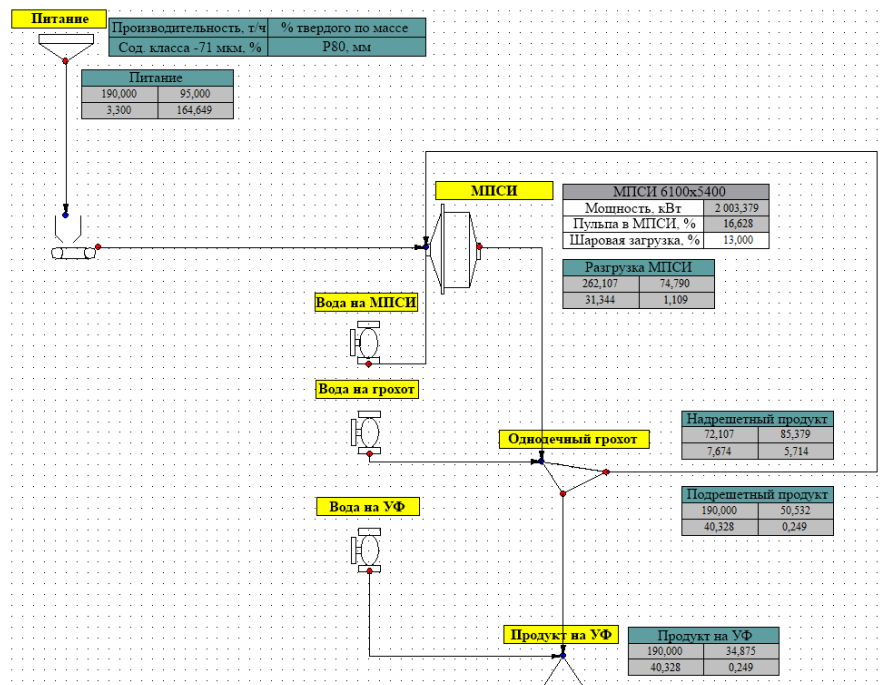 Питание
Производительность, т/ч % твердого по массе
Сод. класса -71 мкм, % P80, мм
Питание
190,000 95,000
3,300 164,649
МПСИ
МПСИ 6100x5400
Мощность, кВт 2 003,379
Пульпа в МПСИ, % 16,628
Шаровая загрузка, % 13,000
Разгрузка МПСИ
262,107 74,790
31,344 1,109
Вода на МПСИ
Вода на грохот
Однодечный грохот
Надрешетный продукт
72,107 85,379
7,674 5,714
Подрешетный продукт
190,000 50,532
40,328 0,249
Вода на УФ
Продукт на УФ
Продукт на УФ
190,000 34,875
40,328 0,249